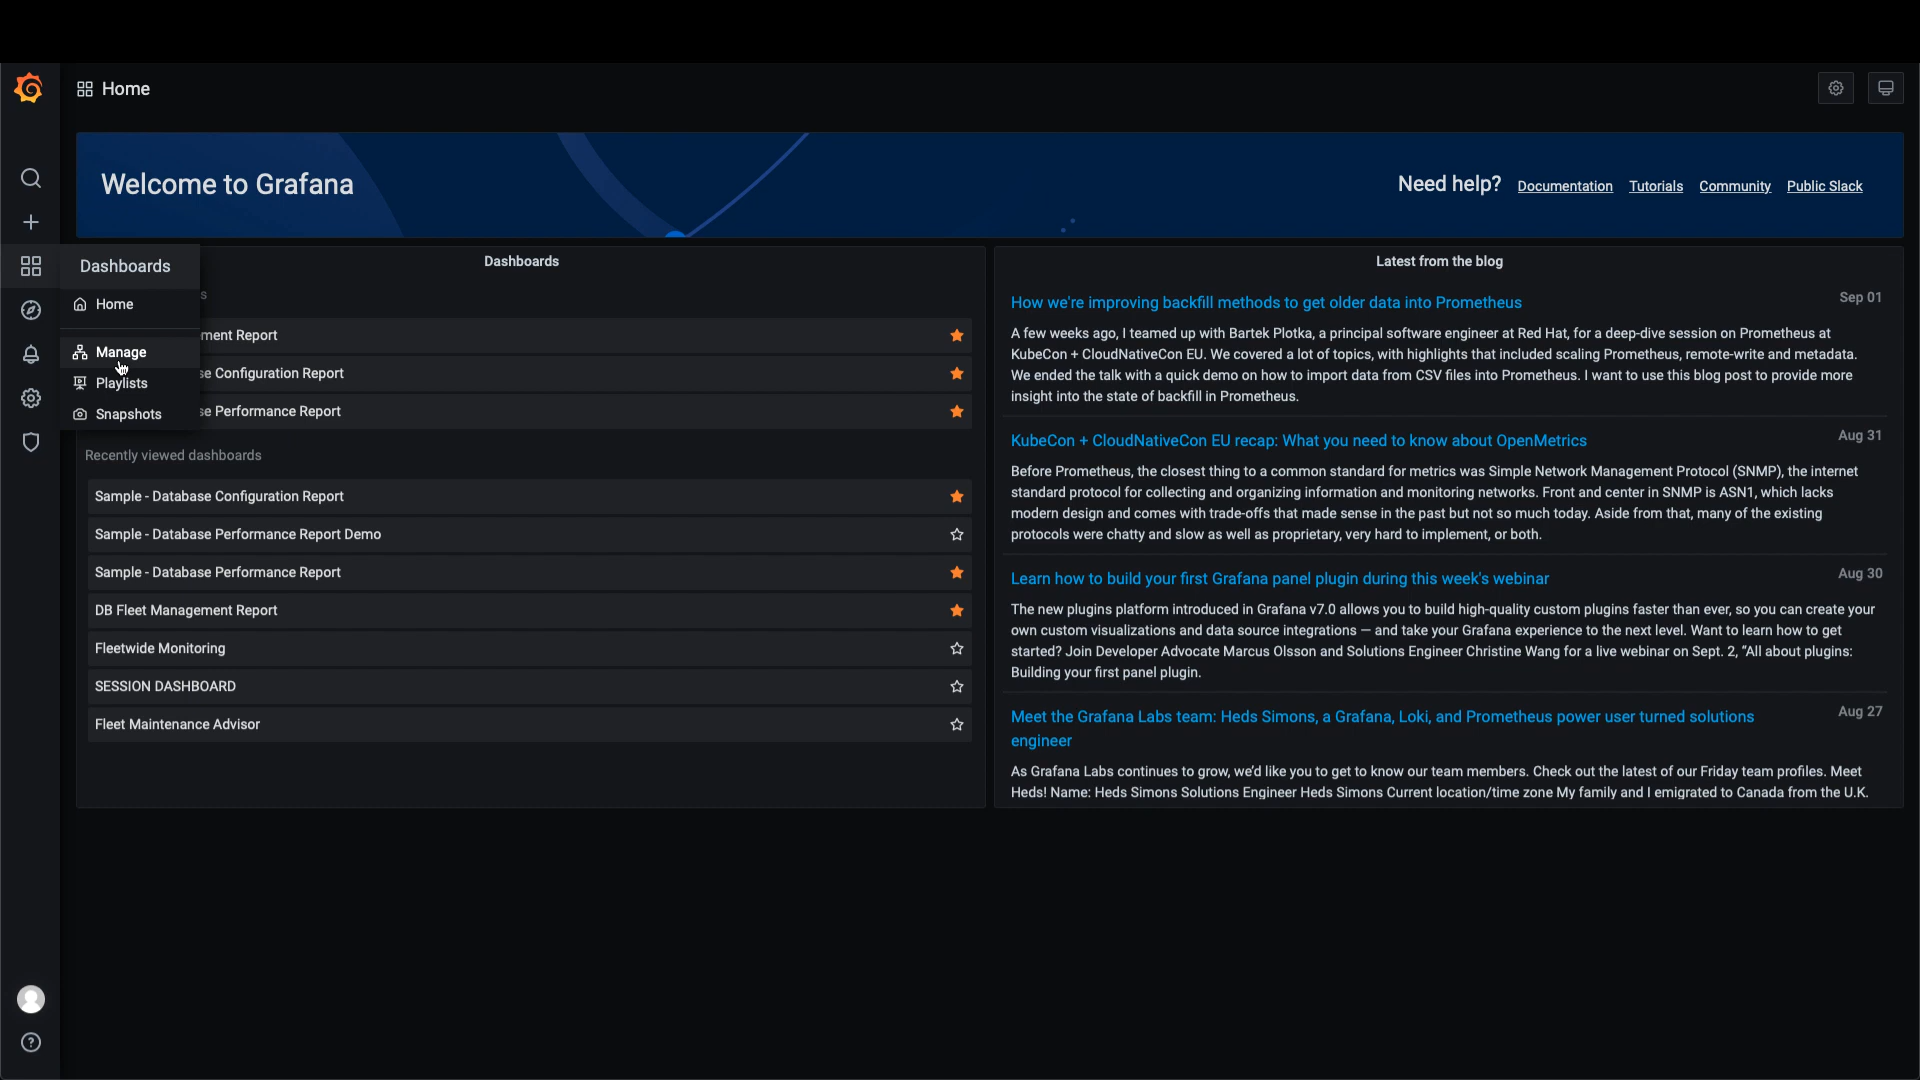 Home
Welcome to Grafana
Need help? Documentation Tutorials Community Public Slack
Dashboards
Home
Manage
Playlists
Snapshots
Dashboards
s
ment Report
se Configuration Report
se Performance Report
Recently viewed dashboards
Sample - Database Configuration Report
Sample - Database Performance Report Demo
Sample - Database Performance Report
DB Fleet Management Report
Fleetwide Monitoring
SESSION DASHBOARD
Fleet Maintenance Advisor
Latest from the blog
How we're improving backfill methods to get older data into Prometheus Sep 01
A few weeks ago, I teamed up with Bartek Plotka, a principal software engineer at Red Hat, for a deep-dive session on Prometheus at
KubeCon + CloudNativeCon EU. We covered a lot of topics, with highlights that included scaling Prometheus, remote-write and metadata.
We ended the talk with a quick demo on how to import data from CSV files into Prometheus. I want to use this blog post to provide more
insight into the state of backfill in Prometheus.
KubeCon + CloudNativeCon EU recap: What you need to know about OpenMetrics Aug 31
Before Prometheus, the closest thing to a common standard for metrics was Simple Network Management Protocol (SNMP), the internet
standard protocol for collecting and organizing information and monitoring networks. Front and center in SNMP is ASN1, which lacks
modern design and comes with trade-offs that made sense in the past but not so much today. Aside from that, many of the existing
protocols were chatty and slow as well as proprietary, very hard to implement, or both.
Learn how to build your first Grafana panel plugin during this week's webinar Aug 30
The new plugins platform introduced in Grafana v7.0 allows you to build high-quality custom plugins faster than ever, so you can create your
own custom visualizations and data source integrations — and take your Grafana experience to the next level. Want to learn how to get
started? Join Developer Advocate Marcus Olsson and Solutions Engineer Christine Wang for a live webinar on Sept. 2, “All about plugins:
Building your first panel plugin.
Meet the Grafana Labs team: Heds Simons, a Grafana, Loki, and Prometheus power user turned solutions Aug 27
engineer
As Grafana Labs continues to grow, we'd like you to get to know our team members. Check out the latest of our Friday team profiles. Meet
Heds! Name: Heds Simons Solutions Engineer Heds Simons Current location/time zone My family and I emigrated to Canada from the U.K.